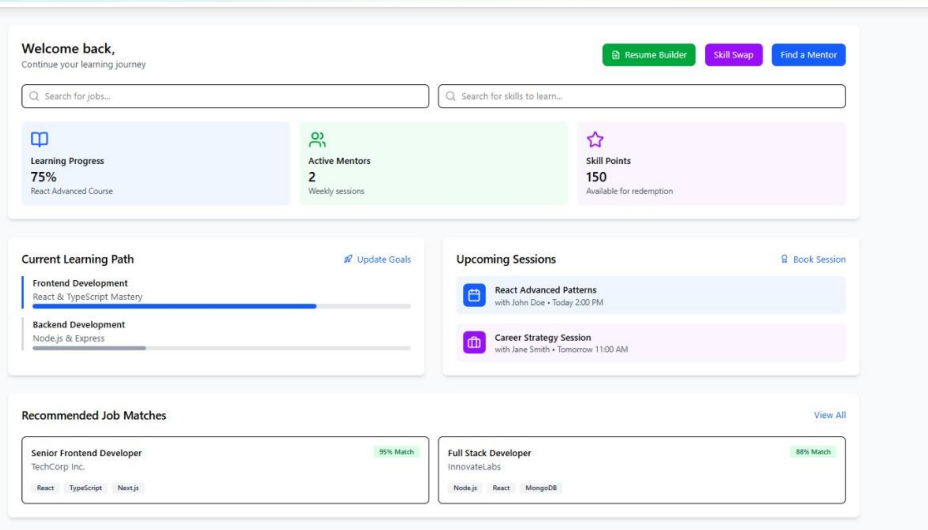 Welcome back,
Continue your learning journey
Resume Builder
Skill Swap
Find a Mentor
Search for jobs...
Search for skills to learn...
Learning Progress
75%
React Advanced Course
Active Mentors
2
Weekly sessions
Skill Points
150
Available for redemption
Current Learning Path
Update Goals
Frontend Development
React & TypeScript Mastery
Backend Development
Node.js & Express
Upcoming Sessions
Book Session
React Advanced Patterns
with John Doe • Today 2:00 PM
Career Strategy Session
with Jane Smith • Tomorrow 11:00 AM
Recommended Job Matches
View All
Senior Frontend Developer
95% Match
TechCorp Inc.
React TypeScript Next.js
Full Stack Developer
88% Match
InnovateLabs
Node.js React MongoDB